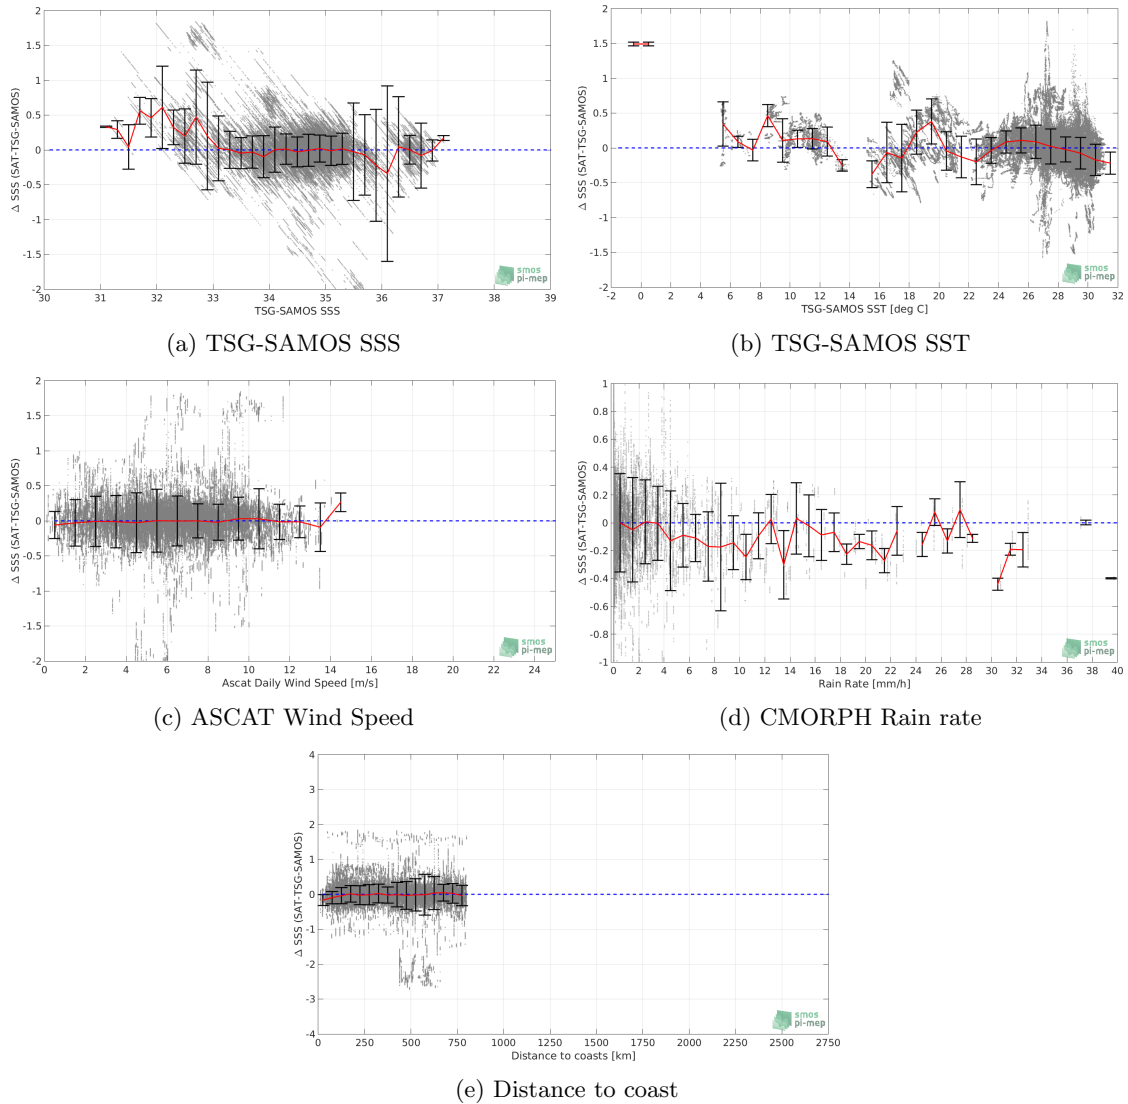 2
1.5
1
0.5
0
-0.5
-1
-1.5
-2
Δ SSS (SAT-TSG-SAMOS)
30 31 32 33 34 35 36 37 38 39
TSG-SAMOS SSS
smos
pi-mep
(a) TSG-SAMOS SSS
2
1.5
1
0.5
0
-0.5
-1
-1.5
-2
Δ SSS (SAT-TSG-SAMOS)
-2 0 2 4 6 8 10 12 14 16 18 20 22 24 26 28 30 32
TSG-SAMOS SST [deg C]
smos
pi-mep
(b) TSG-SAMOS SST
2
1.5
1
0.5
0
-0.5
-1
-1.5
-2
Δ SSS (SAT-TSG-SAMOS)
0 2 4 6 8 10 12 14 16 18 20 22 24
Ascat Daily Wind Speed [m/s]
smos
pi-mep
(c) ASCAT Wind Speed
1
0.8
0.6
0.4
0.2
0
-0.2
-0.4
-0.6
-0.8
-1
Δ SSS (SAT-TSG-SAMOS)
0 2 4 6 8 10 12 14 16 18 20 22 24 26 28 30 32 34 36 38 40
Rain Rate [mm/h]
smos
pi-mep
(d) CMORPH Rain rate
4
3
2
1
0
-1
-2
-3
-4
Δ SSS (SAT-TSG-SAMOS)
0 250 500 750 1000 1250 1500 1750 2000 2250 2500 2750
Distance to coasts [km]
smos
pi-mep
(e) Distance to coast